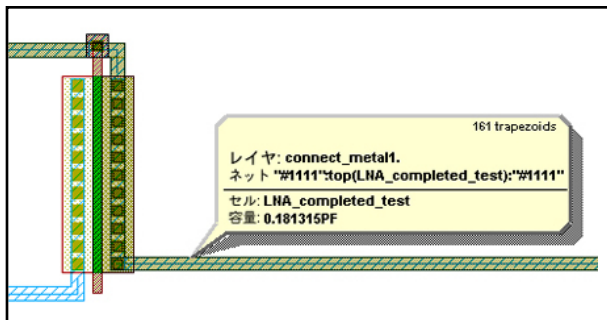 161 trapezoids
レイヤ: connect_metal1.
ネット "#1111":top(LNA_completed_test):"#1111"
セル: LNA_completed_test
容量: 0.181315PF